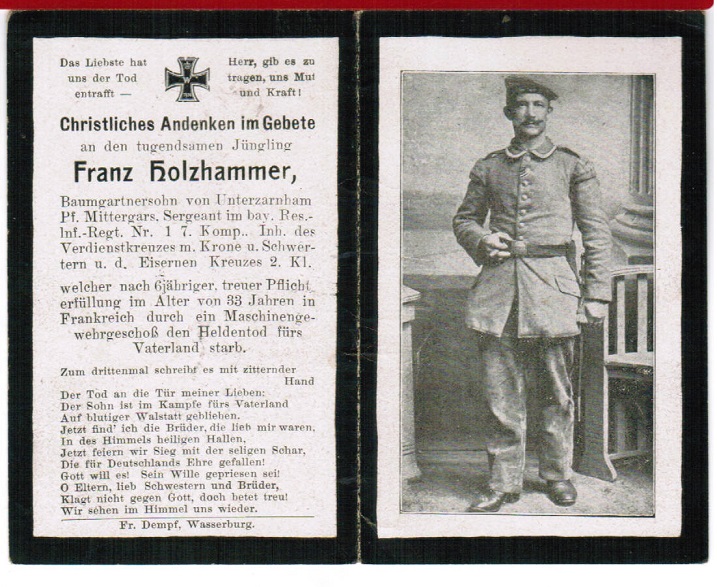 Das Liebste hat
uns der Tod
entrafft —
Herr, gib es zu
tragen, uns Mut
und Kraft!
Christliches Andenken im Gebete
an den tugendsamen Jüngling
Franz Holzhammer,
Baumgartnersohn von Unterzarnham
Pf. Mittergars, Sergeant im bay. Res.-
Inf.-Regt. Nr. 1 7. Komp.. Inh. des
Verdienstkreuzes m. Krone u. Schwer-
tern u. d. Eisernen Kreuzes 2. Kl.
welcher nach 6jähriger, treuer Pflicht
erfüllung im Alter von 33 Jahren in
Frankreich durch ein Maschinenge-
wehrgeschoß den Heldentod fürs
Vaterland starb.
Zum drittenmal schreibt es mit zitternder
Hand
Der Tod an die Tür meiner Lieben:
Der Sohn ist im Kampfe fürs Vaterland
Auf blutiger Walstatt geblieben.
Jetzt find' ich die Brüder, die lieb mir waren,
In des Himmels heiligen Hallen,
Jetzt feiern wir Sieg mit der seligen Schar,
Die für Deutschlands Ehre gefallen!
Gott will es! Sein Wille gepriesen sei!
O Eltern, lieb Schwestern und Brüder,
Klagt nicht gegen Gott, doch betet treu!
Wir sehen im Himmel uns wieder.
Fr. Dempf, Wasserburg.